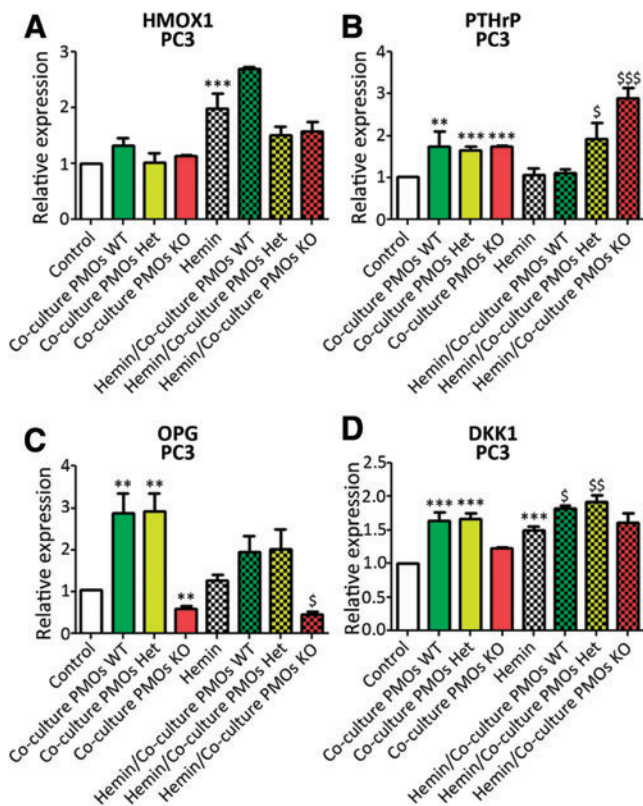 A
HMOX1
PC3
Relative expression
3
2
1
0
***
Control
Co-culture PMOs WT
Co-culture PMOs Het
Co-culture PMOs KO
Hemin
Hemin/Co-culture PMOs WT
Hemin/Co-culture PMOs Het
Hemin/Co-culture PMOs KO
B
PTHrP
PC3
Relative expression
4
3
2
1
0
**
***
***
$
$$$
Control
Co-culture PMOs WT
Co-culture PMOs Het
Co-culture PMOs KO
Hemin
Hemin/Co-culture PMOs WT
Hemin/Co-culture PMOs Het
Hemin/Co-culture PMOs KO
C
OPG
PC3
Relative expression
4
3
2
1
0
**
**
**
$
Control
Co-culture PMOs WT
Co-culture PMOs Het
Co-culture PMOs KO
Hemin
Hemin/Co-culture PMOs WT
Hemin/Co-culture PMOs Het
Hemin/Co-culture PMOs KO
D
DKK1
PC3
Relative expression
2.5
2.0
1.5
1.0
0.5
0.0
***
***
***
$
$$
Control
Co-culture PMOs WT
Co-culture PMOs Het
Co-culture PMOs KO
Hemin
Hemin/Co-culture PMOs WT
Hemin/Co-culture PMOs Het
Hemin/Co-culture PMOs KO